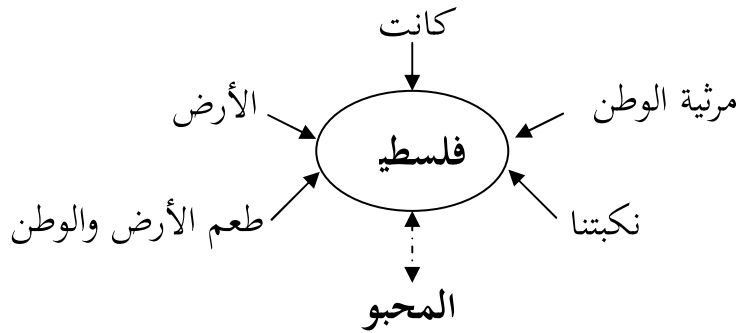 كانت
مرثية الوطن
الأرض
فلسطي
نكبتنا
طعم الأرض والوطن
المحبو